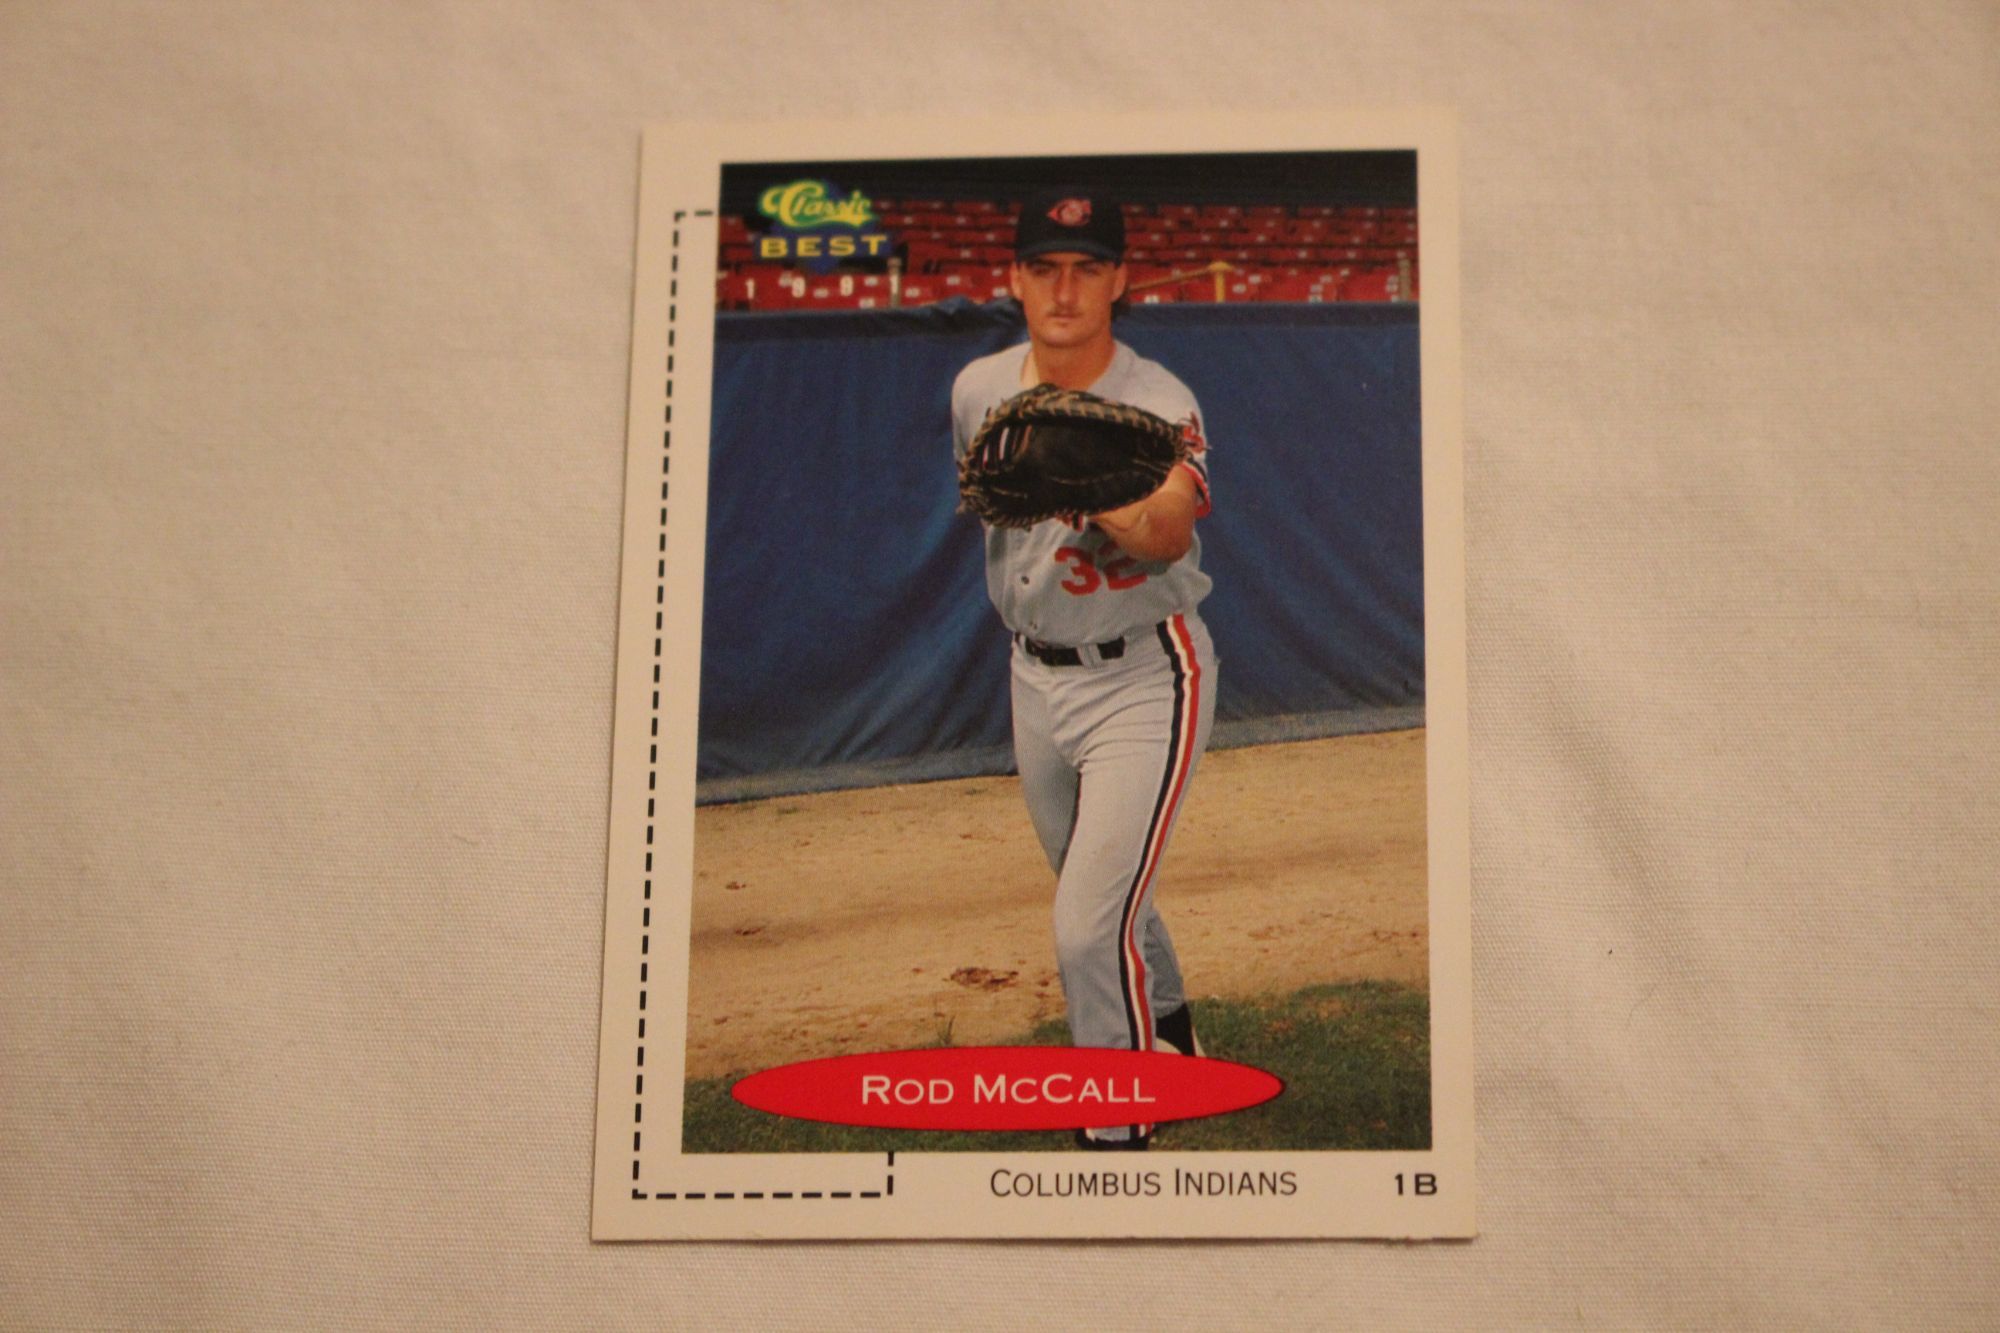 Classic
BEST
1991
32
ROD MCCALL
COLUMBUS INDIANS 1B